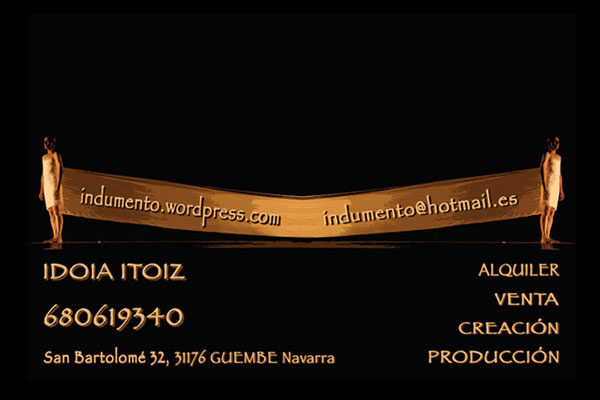 indumento.wordpress.com
indumento@hotmail.es
IDOIA ITOIZ
680619340
San Bartolomé 32, 31176 GUEMBE Navarra
ALQUILER
VENTA
CREACIÓN
PRODUCCIÓN